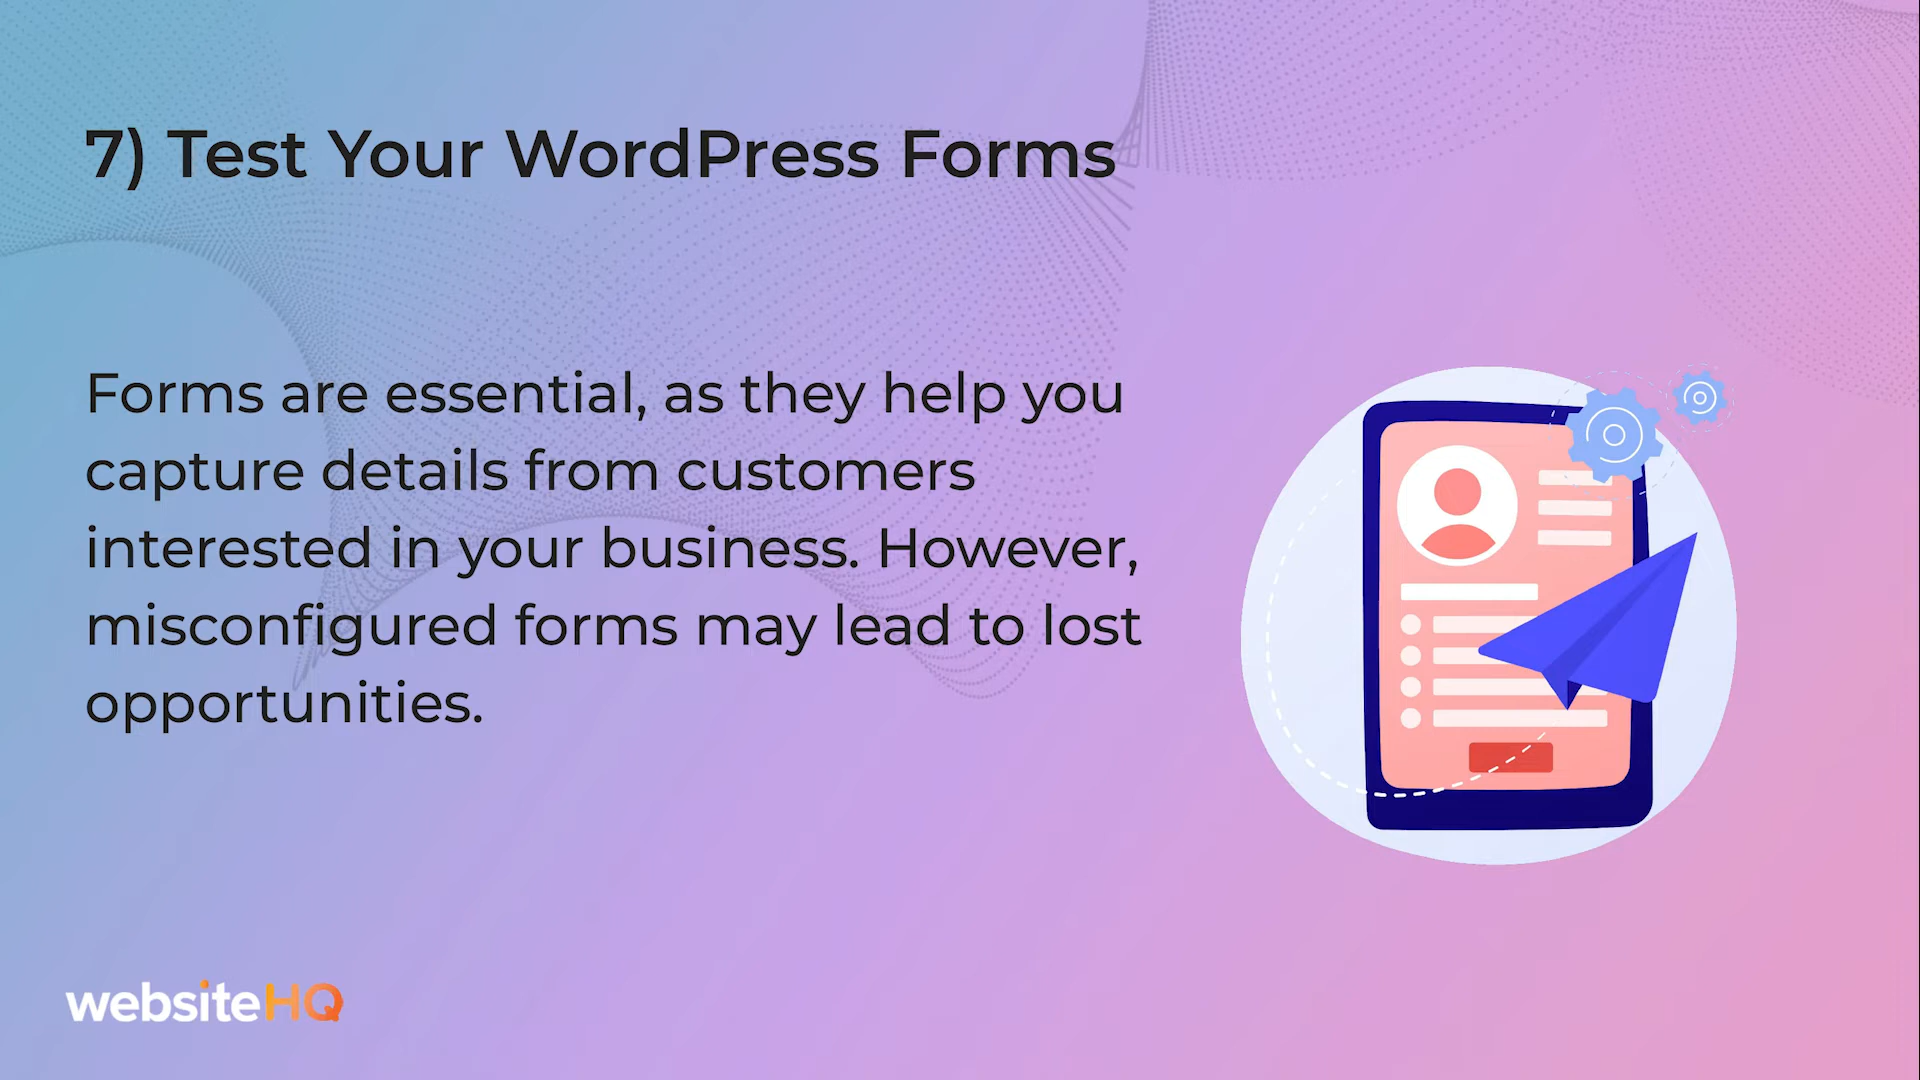 7) Test Your WordPress Forms
Forms are essential, as they help you
capture details from customers
interested in your business. However,
misconfigured forms may lead to lost
opportunities.
websiteHQ